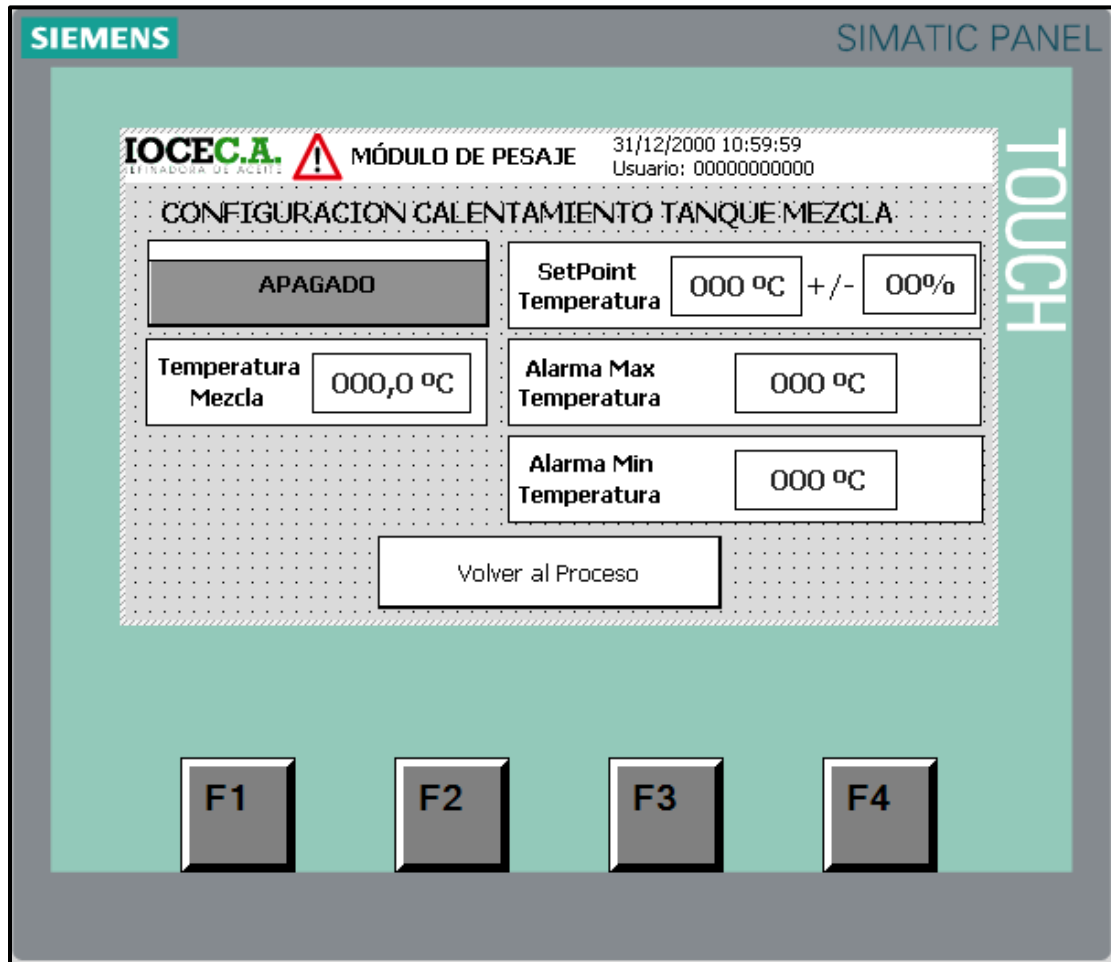 SIEMENS
SIMATIC PANEL
TOUCH
IOCEC.A.
REFINADORA DE ACEITE
MÓDULO DE PESAJE
31/12/2000 10:59:59
Usuario: 00000000000
CONFIGURACION CALENTAMIENTO TANQUE MEZCLA
APAGADO
SetPoint
Temperatura
000 ºC +/- 00%
Temperatura
Mezcla
000,0 ºC
Alarma Max
Temperatura
000 ºC
Alarma Min
Temperatura
000 ºC
Volver al Proceso
F1 F2 F3 F4